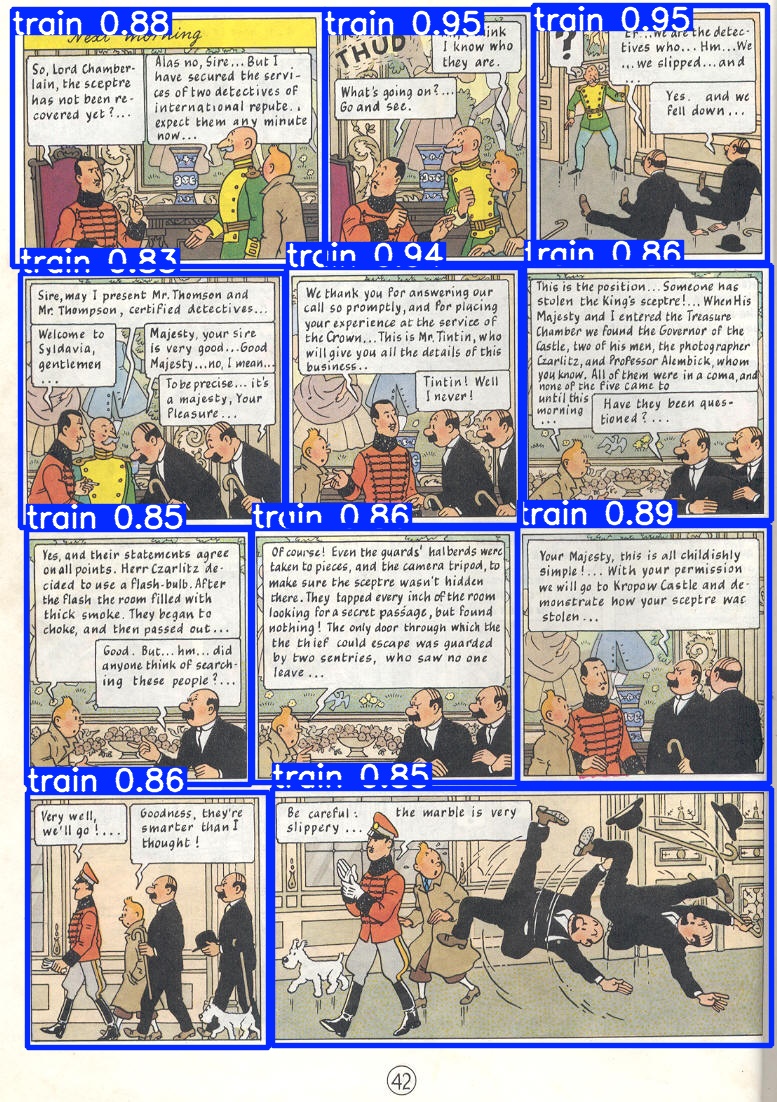 train 0.88
Next morning
So, Lord Chamber-
lain, the sceptre
has not been re-
covered yet?...
Alas no, Sire... But I
have secured the servi-
ces of two detectives of
international repute. .
expect them any minute
now...
train 0.95
THUD
think
I know who
they are.
What's going on?...
Go and see.
train 0.95
?
Er...we are the detec-
tives who... Hm...We
...we slipped...and
...
Yes. and we
fell down...
train 0.83
Sire, may I present Mr. Thomson and
Mr. Thompson, certified detectives...
Welcome to
Syldavia,
gentlemen
...
Majesty, your sire
is very good...Good
Majesty...no, I mean...
To be precise... it's
a majesty, Your
Pleasure...
train 0.94
We thank you for answering our
call so promptly, and for placing
your experience at the service of
the Crown...This is Mr. Tintin, who
will give you all the details of this
business..
Tintin! Well
I never!
train 0.86
This is the position... Someone has
stolen the King's sceptre!... When His
Majesty and I entered the Treasure
Chamber we found the Governor of the
Castle, two of his men, the photographer
Czarlitz, and Professor Alembick, whom
you know. All of them were in a coma, and
none of the five came to
until this
morning
...
Have they been ques-
tioned?...
train 0.85
Yes, and their statements agree
on all points. Herr Czarlitz de-
cided to use a flash-bulb. After
the flash the room filled with
thick smoke. They began to
choke, and then passed out...
Good. But... hm... did
anyone think of search-
ing these people?...
train 0.86
Of course! Even the guards' halberds were
taken to pieces, and the camera tripod, to
make sure the sceptre wasn't hidden
there. They tapped every inch of the room
looking for a secret passage, but found
nothing! The only door through which the
the thief could escape was guarded
by two sentries, who saw no one
leave...
train 0.89
Your Majesty, this is all childishly
simple!... With your permission
we will go to Kropow Castle and de-
monstrate how your sceptre was
stolen...
train 0.86
Very well,
we'll go!...
Goodness, they're
smarter than I
thought!
train 0.85
Be careful: the marble is very
slippery...
42